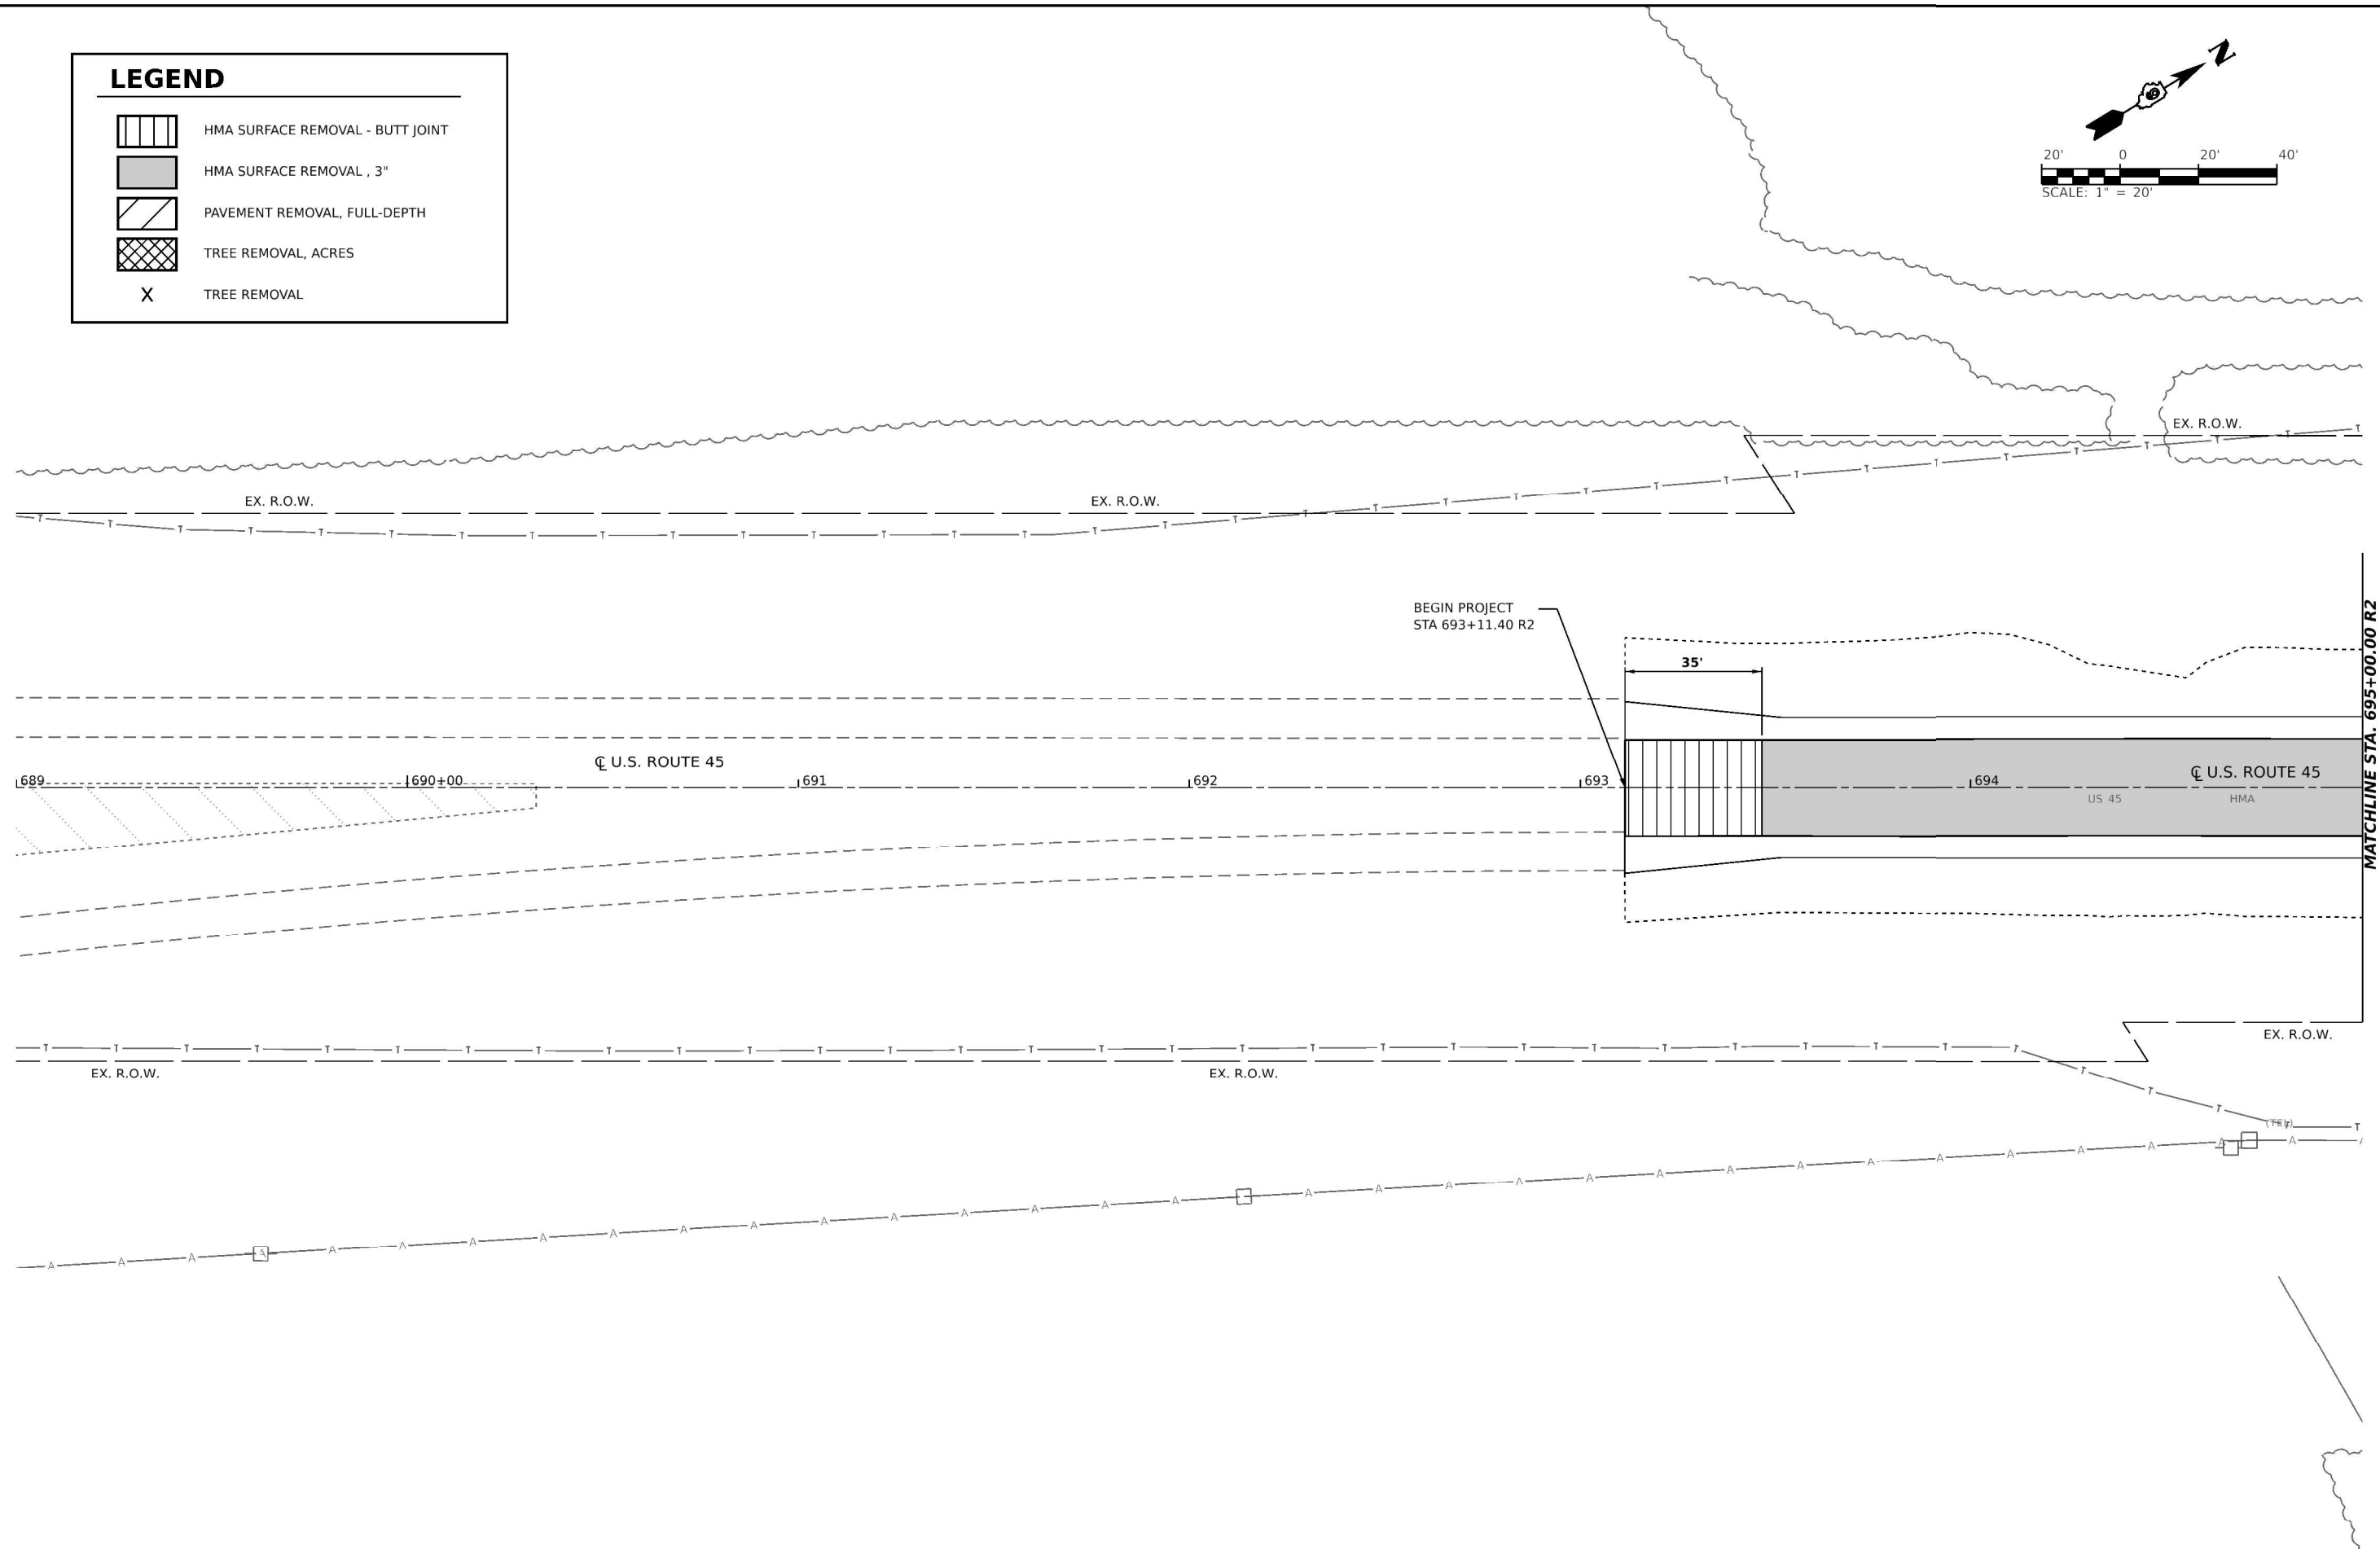 LEGEND
HMA SURFACE REMOVAL - BUTT JOINT
HMA SURFACE REMOVAL , 3"
PAVEMENT REMOVAL, FULL-DEPTH
TREE REMOVAL, ACRES
X TREE REMOVAL
N
20' 0 20' 40'
SCALE: 1" = 20'
EX. R.O.W.
EX. R.O.W.
EX. R.O.W.
T T T T T T T T T T T T T T T T T T T T T T T T T T T T T T T T T T
BEGIN PROJECT
STA 693+11.40 R2
35'
MATCHLINE STA. 695+00.00 R2
℄ U.S. ROUTE 45
℄ U.S. ROUTE 45
689 690+00 691 692 693 694
US 45 HMA
EX. R.O.W.
T T T T T T T T T T T T T T T T T T T T T T T T T T T T T T T T T T
EX. R.O.W.
EX. R.O.W.
(TEL)
A A A A A A A A A A A A A A A A A A A A A A A A A A A A A A A A A A